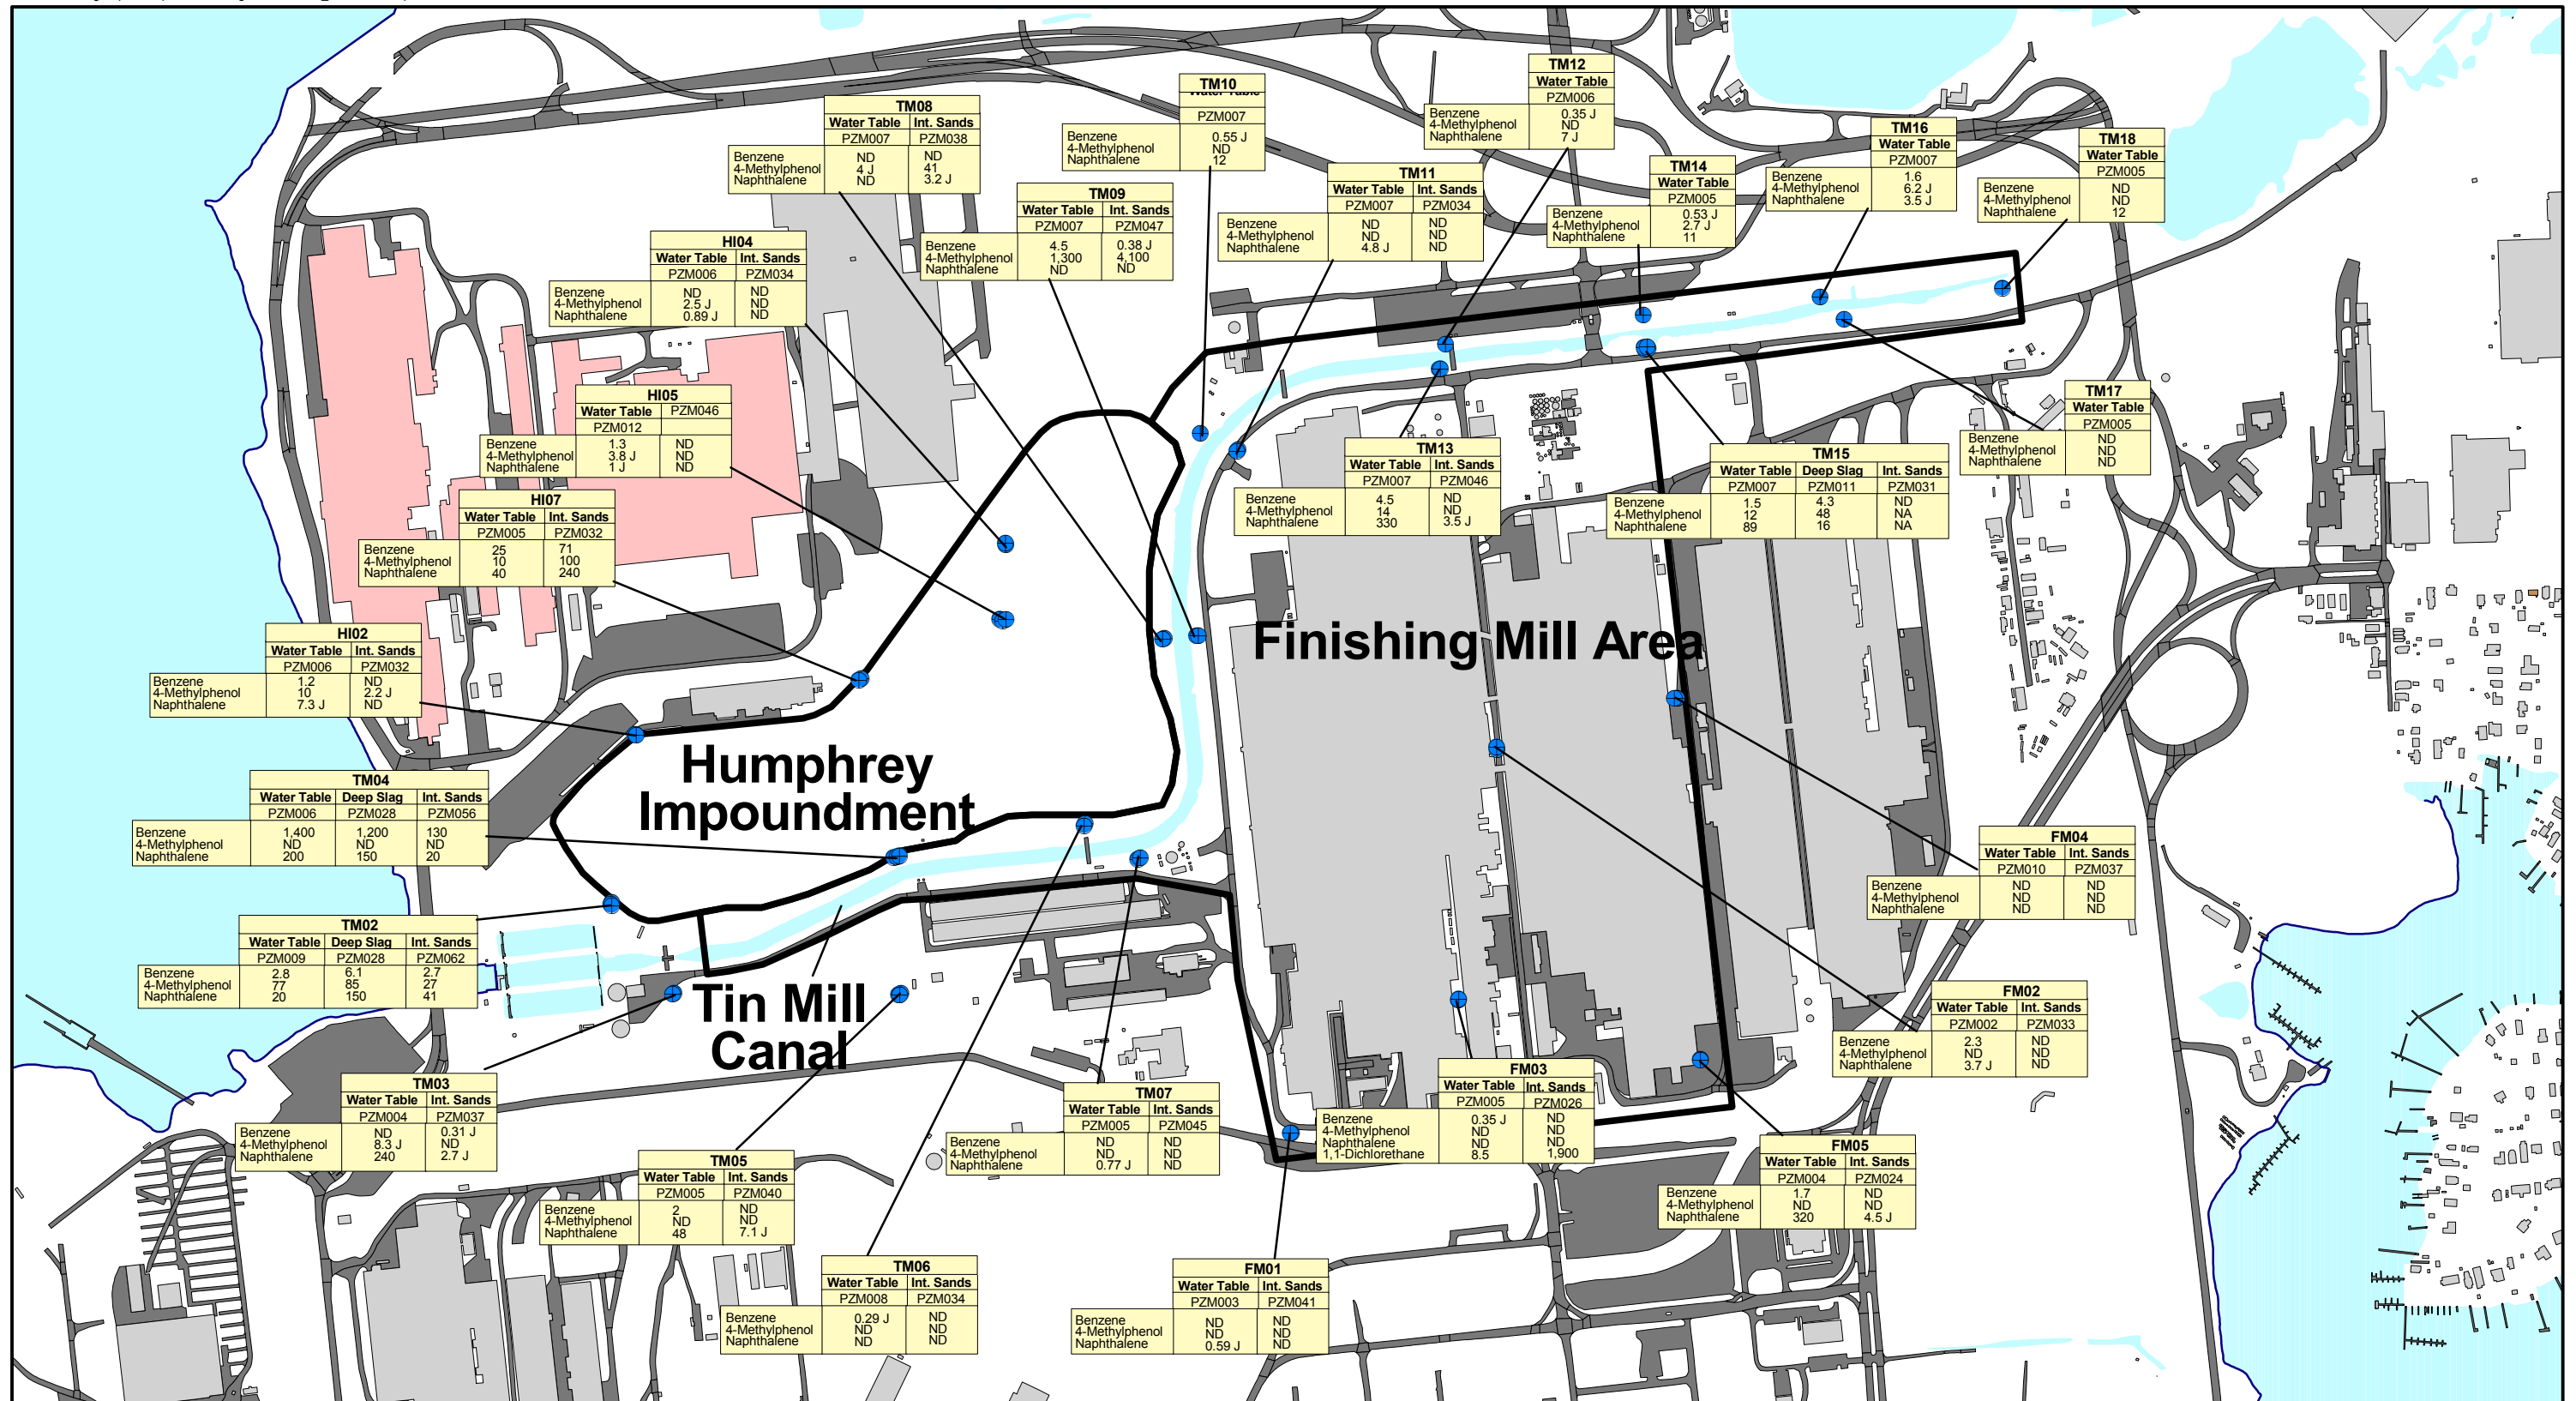 TM12
Water Table
PZM006
Benzene 0.35 J
4-Methylphenol ND
Naphthalene 7 J
TM10
Water Table
PZM007
Benzene 0.55 J
4-Methylphenol ND
Naphthalene 12
TM08
Water Table Int. Sands
PZM007 PZM038
Benzene ND ND
4-Methylphenol 4 J 41
Naphthalene ND 3.2 J
TM16
Water Table
PZM007
Benzene 1.6
4-Methylphenol 6.2 J
Naphthalene 3.5 J
TM18
Water Table
PZM005
Benzene ND
4-Methylphenol ND
Naphthalene 12
TM14
Water Table
PZM005
Benzene 0.53 J
4-Methylphenol 2.7 J
Naphthalene 11
TM11
Water Table Int. Sands
PZM007 PZM034
Benzene ND ND
4-Methylphenol ND ND
Naphthalene 4.8 J ND
TM09
Water Table Int. Sands
PZM007 PZM047
Benzene 4.5 0.38 J
4-Methylphenol 1,300 4,100
Naphthalene ND ND
HI04
Water Table Int. Sands
PZM006 PZM034
Benzene ND ND
4-Methylphenol 2.5 J ND
Naphthalene 0.89 J ND
HI05
Water Table PZM046
PZM012
Benzene 1.3 ND
4-Methylphenol 3.8 J ND
Naphthalene 1 J ND
TM17
Water Table
PZM005
Benzene ND
4-Methylphenol ND
Naphthalene ND
TM13
Water Table Int. Sands
PZM007 PZM046
Benzene 4.5 ND
4-Methylphenol 14 ND
Naphthalene 330 3.5 J
TM15
Water Table Deep Slag Int. Sands
PZM007 PZM011 PZM031
Benzene 1.5 4.3 ND
4-Methylphenol 12 48 NA
Naphthalene 89 16 NA
HI07
Water Table Int. Sands
PZM005 PZM032
Benzene 25 71
4-Methylphenol 10 100
Naphthalene 40 240
HI02
Water Table Int. Sands
PZM006 PZM032
Benzene 1.2 ND
4-Methylphenol 10 2.2 J
Naphthalene 7.3 J ND
Finishing Mill Area
Humphrey
Impoundment
TM04
Water Table Deep Slag Int. Sands
PZM006 PZM028 PZM056
Benzene 1,400 1,200 130
4-Methylphenol ND ND ND
Naphthalene 200 150 20
FM04
Water Table Int. Sands
PZM010 PZM037
Benzene ND ND
4-Methylphenol ND ND
Naphthalene ND ND
TM02
Water Table Deep Slag Int. Sands
PZM009 PZM028 PZM062
Benzene 2.8 6.1 2.7
4-Methylphenol 77 85 27
Naphthalene 20 150 41
Tin Mill
Canal
FM02
Water Table Int. Sands
PZM002 PZM033
Benzene 2.3 ND
4-Methylphenol ND ND
Naphthalene 3.7 J ND
TM03
Water Table Int. Sands
PZM004 PZM037
Benzene ND 0.31 J
4-Methylphenol 8.3 J ND
Naphthalene 240 2.7 J
FM03
Water Table Int. Sands
PZM005 PZM026
Benzene 0.35 J ND
4-Methylphenol ND ND
Naphthalene ND ND
1,1-Dichlorethane 8.5 1,900
TM07
Water Table Int. Sands
PZM005 PZM045
Benzene ND ND
4-Methylphenol ND ND
Naphthalene 0.77 J ND
FM05
Water Table Int. Sands
PZM004 PZM024
Benzene 1.7 ND
4-Methylphenol ND ND
Naphthalene 320 4.5 J
TM05
Water Table Int. Sands
PZM005 PZM040
Benzene 2 ND
4-Methylphenol ND ND
Naphthalene 48 7.1 J
TM06
Water Table Int. Sands
PZM008 PZM034
Benzene 0.29 J ND
4-Methylphenol ND ND
Naphthalene ND ND
FM01
Water Table Int. Sands
PZM003 PZM041
Benzene ND ND
4-Methylphenol ND ND
Naphthalene 0.59 J ND